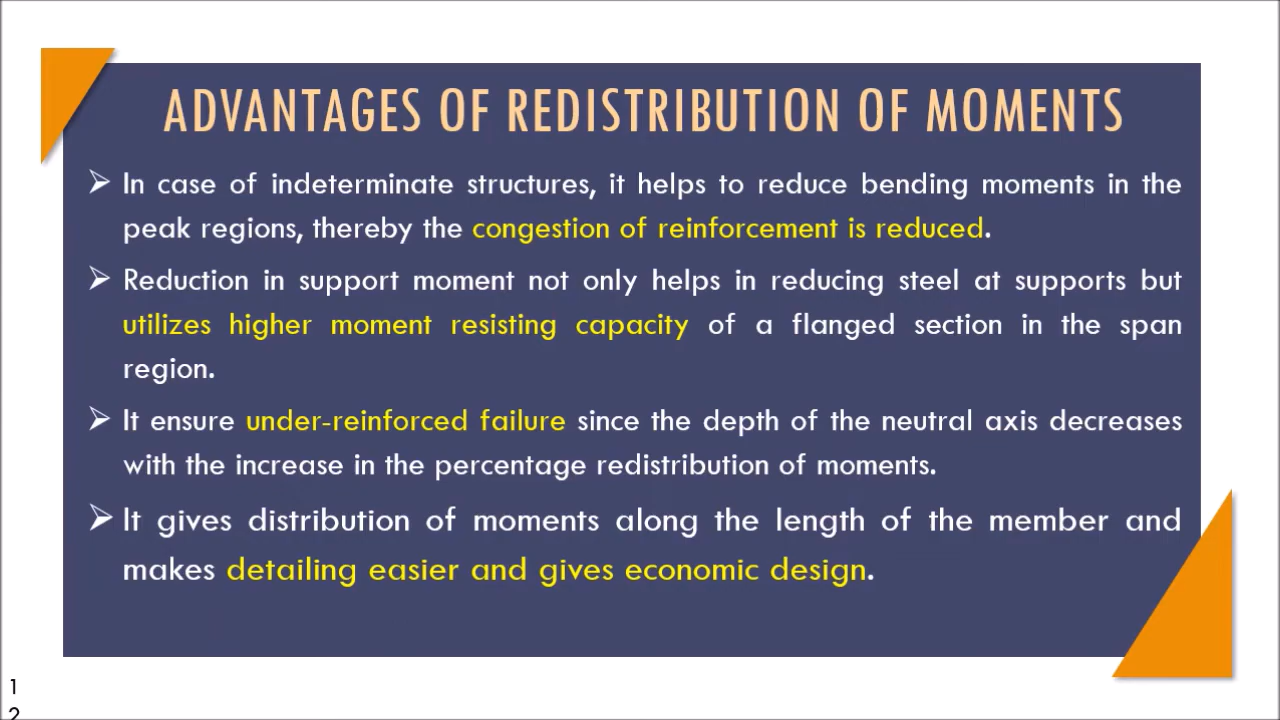 ADVANTAGES OF REDISTRIBUTION OF MOMENTS
➢ In case of indeterminate structures, it helps to reduce bending moments in the
peak regions, thereby the congestion of reinforcement is reduced.
➢ Reduction in support moment not only helps in reducing steel at supports but
utilizes higher moment resisting capacity of a flanged section in the span
region.
➢ It ensure under-reinforced failure since the depth of the neutral axis decreases
with the increase in the percentage redistribution of moments.
➢ It gives distribution of moments along the length of the member and
makes detailing easier and gives economic design.
1
2